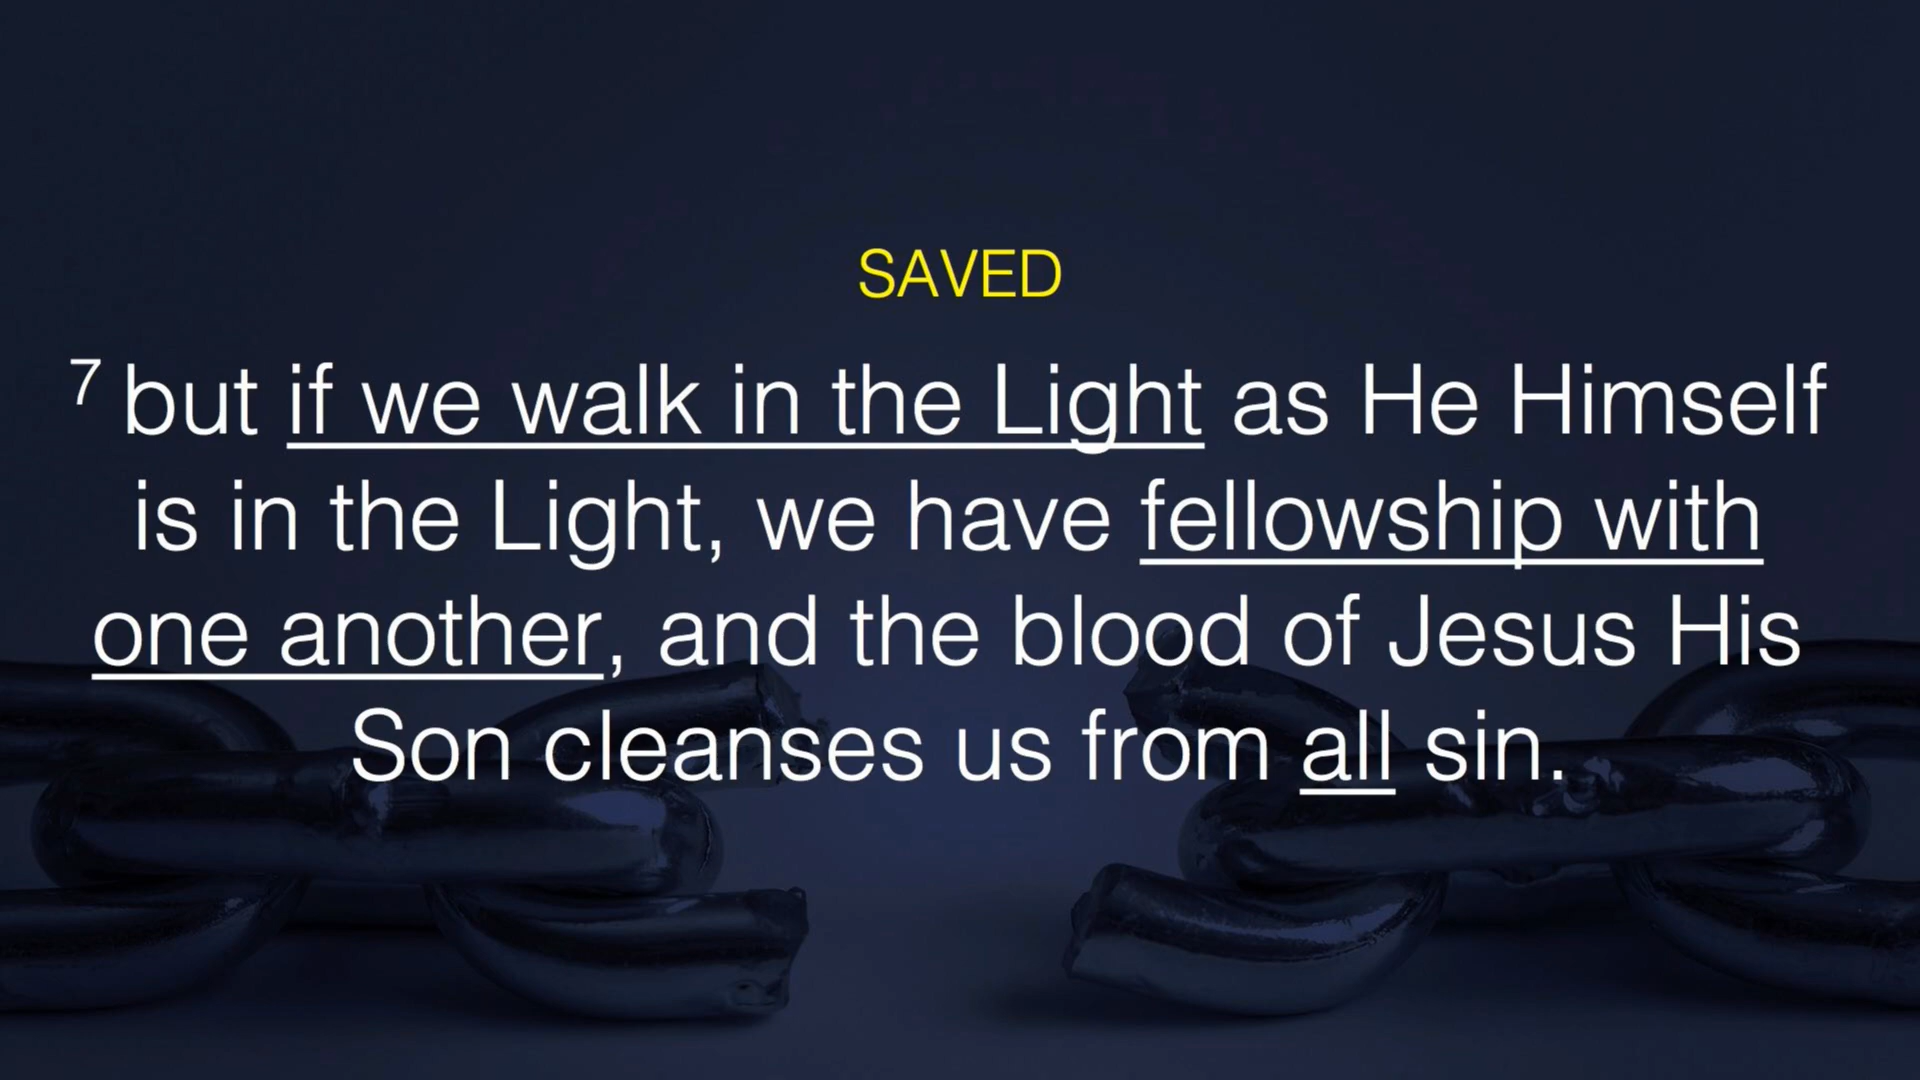 SAVED
7 but if we walk in the Light as He Himself
is in the Light, we have fellowship with
one another, and the blood of Jesus His
Son cleanses us from all sin.